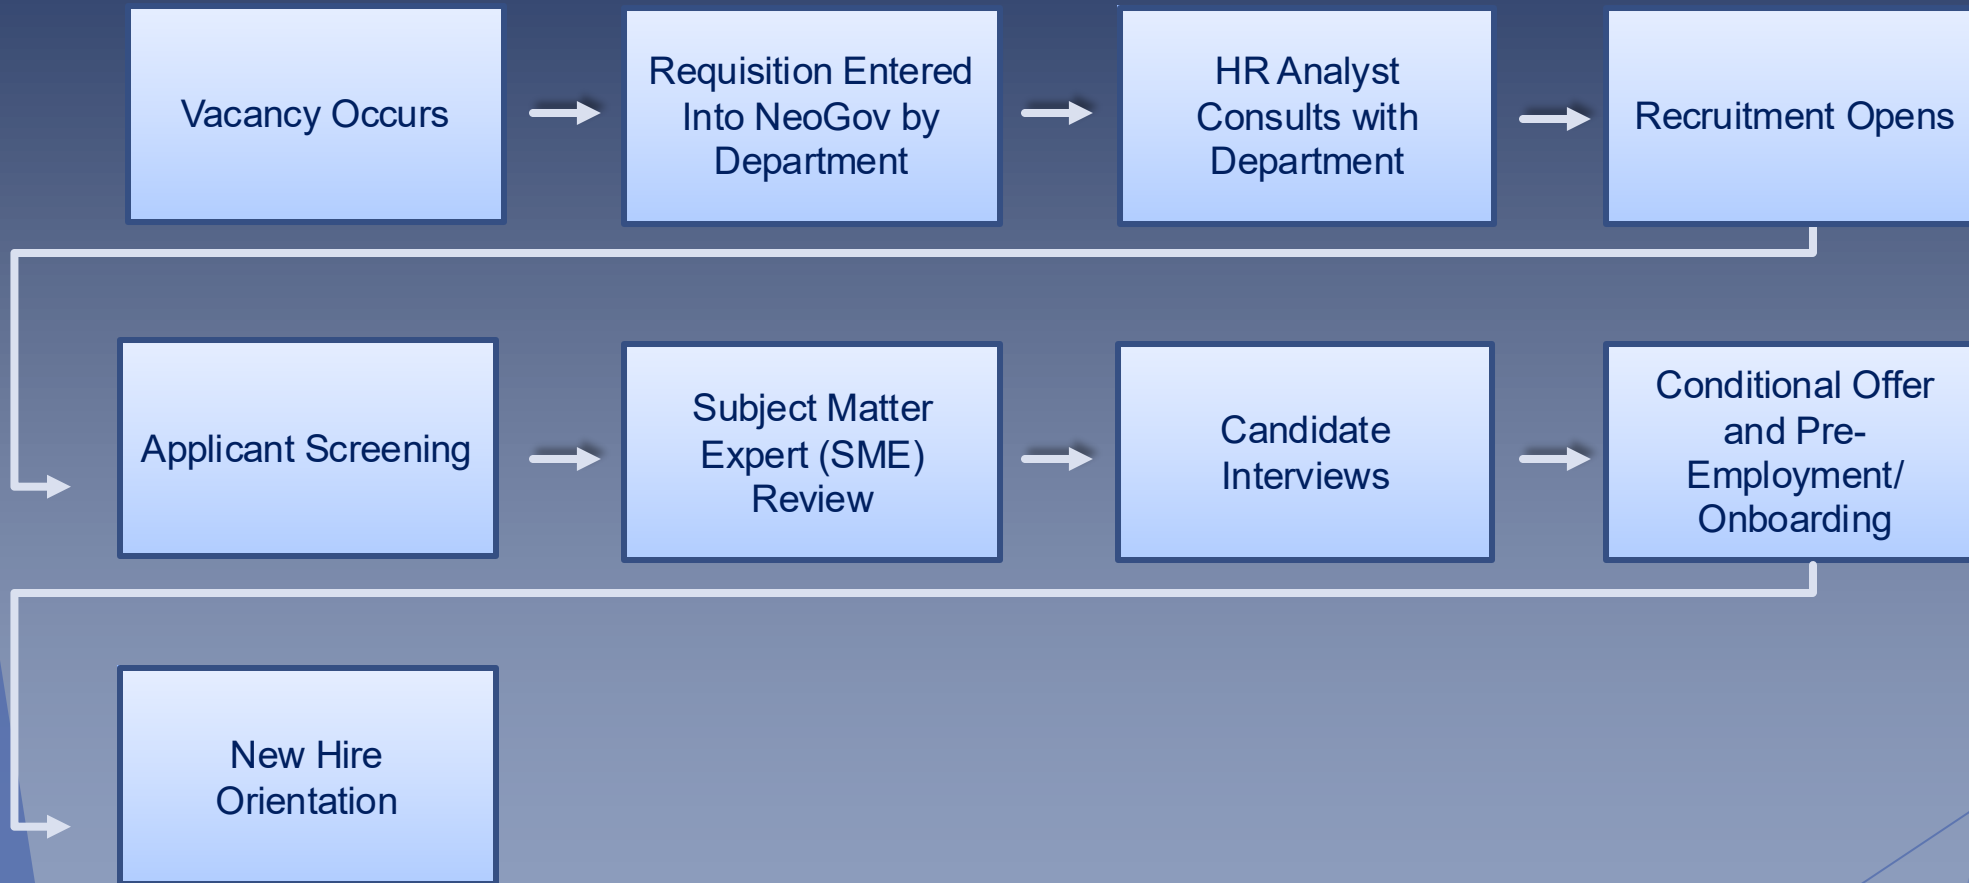 Vacancy Occurs
Requisition Entered
Into NeoGov by
Department
HR Analyst
Consults with
Department
Recruitment Opens
Applicant Screening
Subject Matter
Expert (SME)
Review
Candidate
Interviews
Conditional Offer
and Pre-
Employment/
Onboarding
New Hire
Orientation